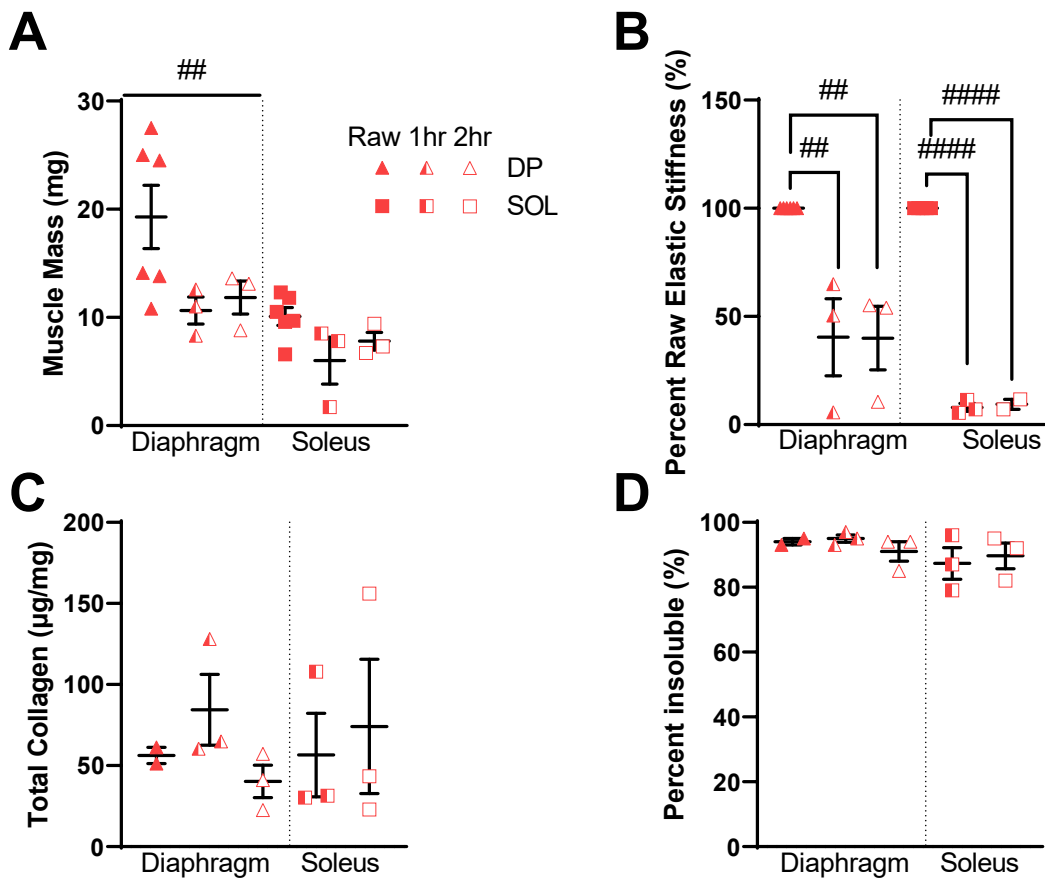 A
##
Muscle Mass (mg)
30
20
10
0
Raw 1hr 2hr
DP
SOL
Diaphragm
Soleus
B
##
##
####
####
Percent Raw Elastic Stiffness (%)
150
100
50
0
Diaphragm
Soleus
C
Total Collagen (μg/mg)
200
150
100
50
0
Diaphragm
Soleus
D
Percent insoluble (%)
100
80
60
40
20
0
Diaphragm
Soleus